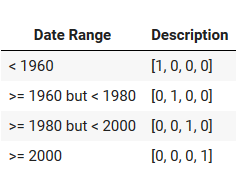 Date Range Description
< 1960 [1, 0, 0, 0]
>= 1960 but < 1980 [0, 1, 0, 0]
>= 1980 but < 2000 [0, 0, 1, 0]
>= 2000 [0, 0, 0, 1]